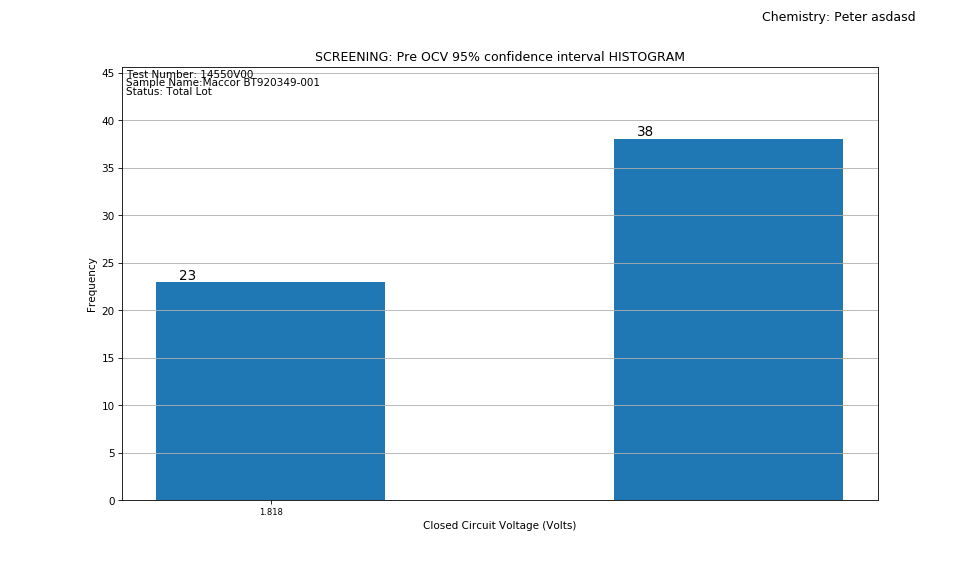 Chemistry: Peter asdasd
SCREENING: Pre OCV 95% confidence interval HISTOGRAM
Test Number: 14550V00
Sample Name:Maccor BT920349-001
Status: Total Lot
45
40
38
35
30
25
23
20
15
10
5
0
Frequency
1.818
Closed Circuit Voltage (Volts)